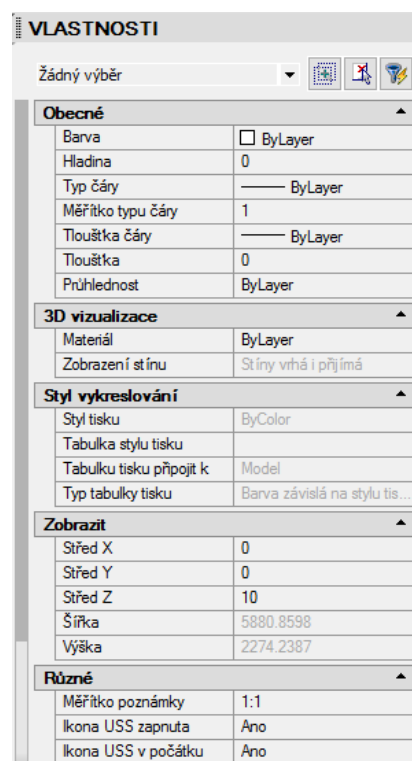 VLASTNOSTI
Žádný výběr
Obecné
Barva ByLayer
Hladina 0
Typ čáry ByLayer
Měřítko typu čáry 1
Tloušťka čáry ByLayer
Tloušťka 0
Průhlednost ByLayer
3D vizualizace
Materiál ByLayer
Zobrazení stínu Stíny vrhá i přijímá
Styl vykreslování
Styl tisku ByColor
Tabulka stylu tisku
Tabulku tisku připojit k Model
Typ tabulky tisku Barva závislá na stylu tis...
Zobrazit
Střed X 0
Střed Y 0
Střed Z 10
Šířka 5880.8598
Výška 2274.2387
Různé
Měřítko poznámky 1:1
Ikona USS zapnuta Ano
Ikona USS v počátku Ano